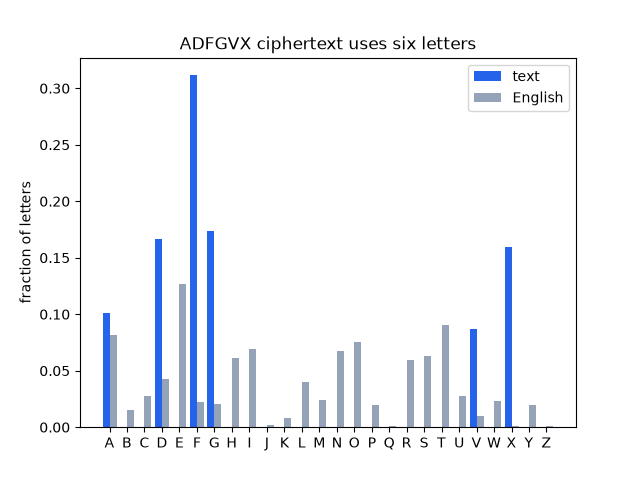 ADFGVX ciphertext uses six letters
text
English
fraction of letters
0.30
0.25
0.20
0.15
0.10
0.05
0.00
A B C D E F G H I J K L M N O P Q R S T U V W X Y Z